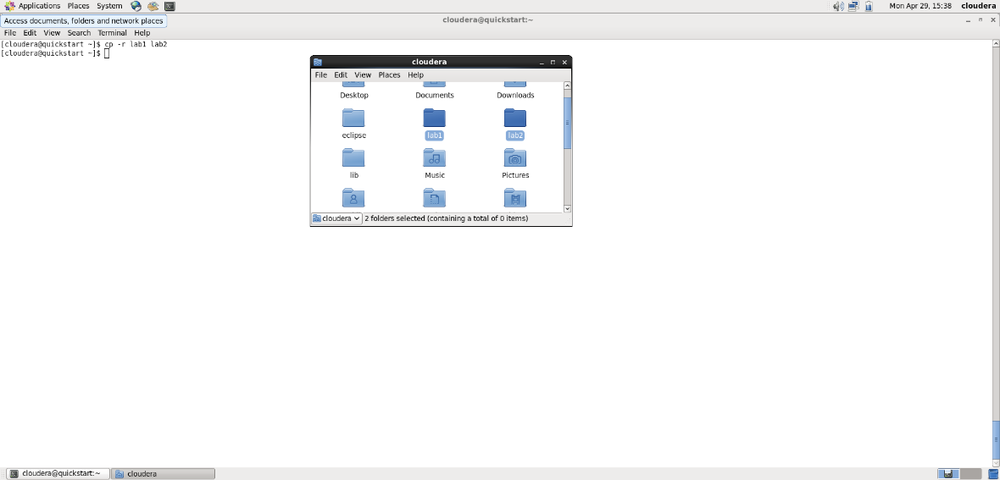 Applications Places System Mon Apr 29, 15:38 cloudera
Access documents, folders and network places
cloudera@quickstart:~
File Edit View Search Terminal Help
[cloudera@quickstart ~]$ cp -r lab1 lab2
[cloudera@quickstart ~]$
cloudera
File Edit View Places Help
Desktop Documents Downloads
eclipse lab1 lab2
lib Music Pictures
cloudera 2 folders selected (containing a total of 0 items)
cloudera@quickstart:~ cloudera